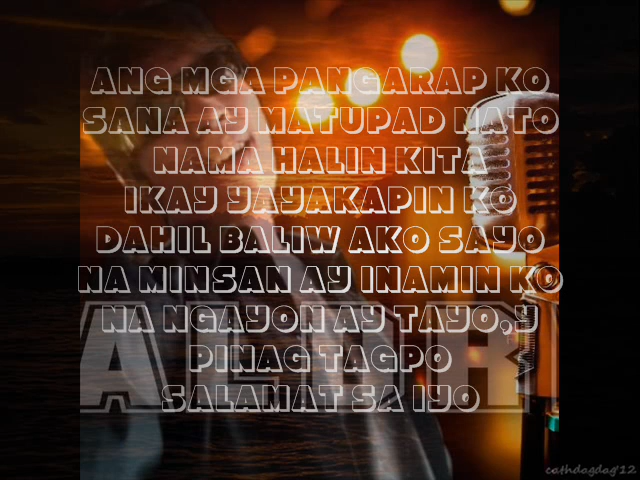 ANG MGA PANGARAP KO
SANA AY MATUPAD NATO
NAMA HALIN KITA
IKAY YAYAKAPIN KO
DAHIL BALIW AKO SAYO
NA MINSAN AY INAMIN KO
NA NGAYON AY TAYO,Y
PINAG TAGPO
SALAMAT SA IYO
cathdagdag'12